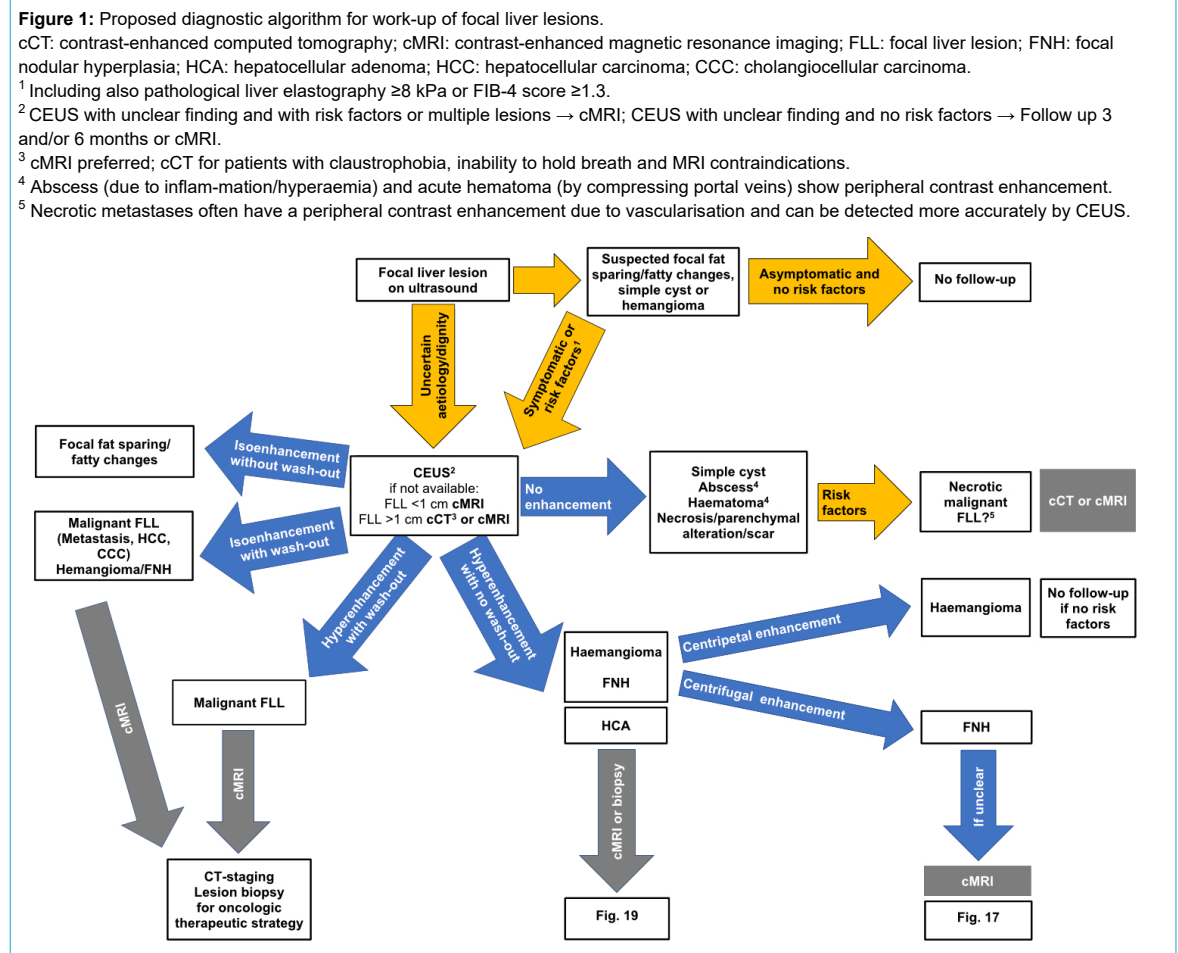 Figure 1: Proposed diagnostic algorithm for work-up of focal liver lesions.
cCT: contrast-enhanced computed tomography; cMRI: contrast-enhanced magnetic resonance imaging; FLL: focal liver lesion; FNH: focal
nodular hyperplasia; HCA: hepatocellular adenoma; HCC: hepatocellular carcinoma; CCC: cholangiocellular carcinoma.
¹ Including also pathological liver elastography ≥8 kPa or FIB-4 score ≥1.3.
² CEUS with unclear finding and with risk factors or multiple lesions → cMRI; CEUS with unclear finding and no risk factors → Follow up 3
and/or 6 months or cMRI.
³ cMRI preferred; cCT for patients with claustrophobia, inability to hold breath and MRI contraindications.
⁴ Abscess (due to inflam-mation/hyperaemia) and acute hematoma (by compressing portal veins) show peripheral contrast enhancement.
⁵ Necrotic metastases often have a peripheral contrast enhancement due to vascularisation and can be detected more accurately by CEUS.
Focal liver lesion
on ultrasound
Suspected focal fat
sparing/fatty changes,
simple cyst or
hemangioma
Asymptomatic and
no risk factors
No follow-up
Uncertain
aetiology/dignity
Symptomatic or
risk factors¹
Focal fat sparing/
fatty changes
Isoenhancement
without wash-out
CEUS²
if not available:
FLL <1 cm cMRI
FLL >1 cm cCT³ or cMRI
No
enhancement
Simple cyst
Abscess⁴
Haematoma⁴
Necrosis/parenchymal
alteration/scar
Risk
factors
Necrotic
malignant
FLL?⁵
cCT or cMRI
Malignant FLL
(Metastasis, HCC,
CCC)
Hemangioma/FNH
Isoenhancement
with wash-out
Hyperenhancement
with wash-out
Hyperenhancement
with no wash-out
Haemangioma
FNH
HCA
Centripetal enhancement
Haemangioma
No follow-up
if no risk
factors
Centrifugal enhancement
FNH
cMRI
Malignant FLL
cMRI
cMRI or biopsy
If unclear
CT-staging
Lesion biopsy
for oncologic
therapeutic strategy
Fig. 19
cMRI
Fig. 17